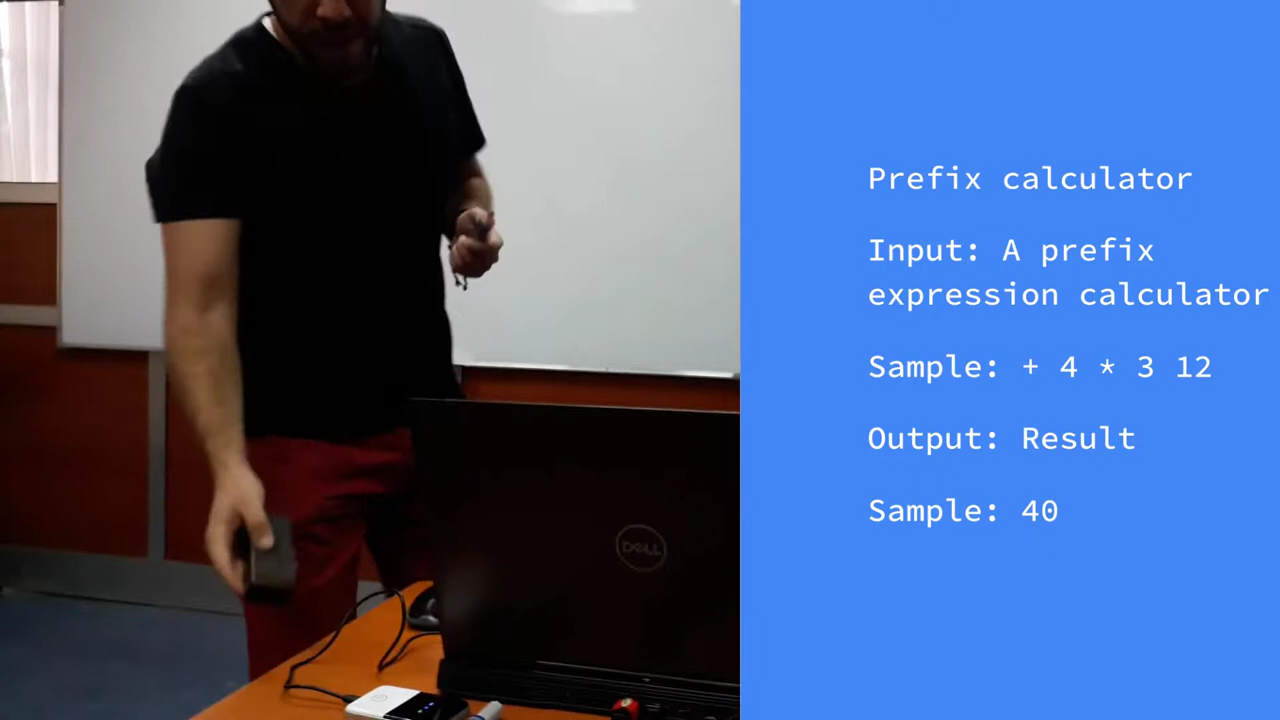 Prefix calculator
Input: A prefix
expression calculator
Sample: + 4 * 3 12
Output: Result
Sample: 40
DELL